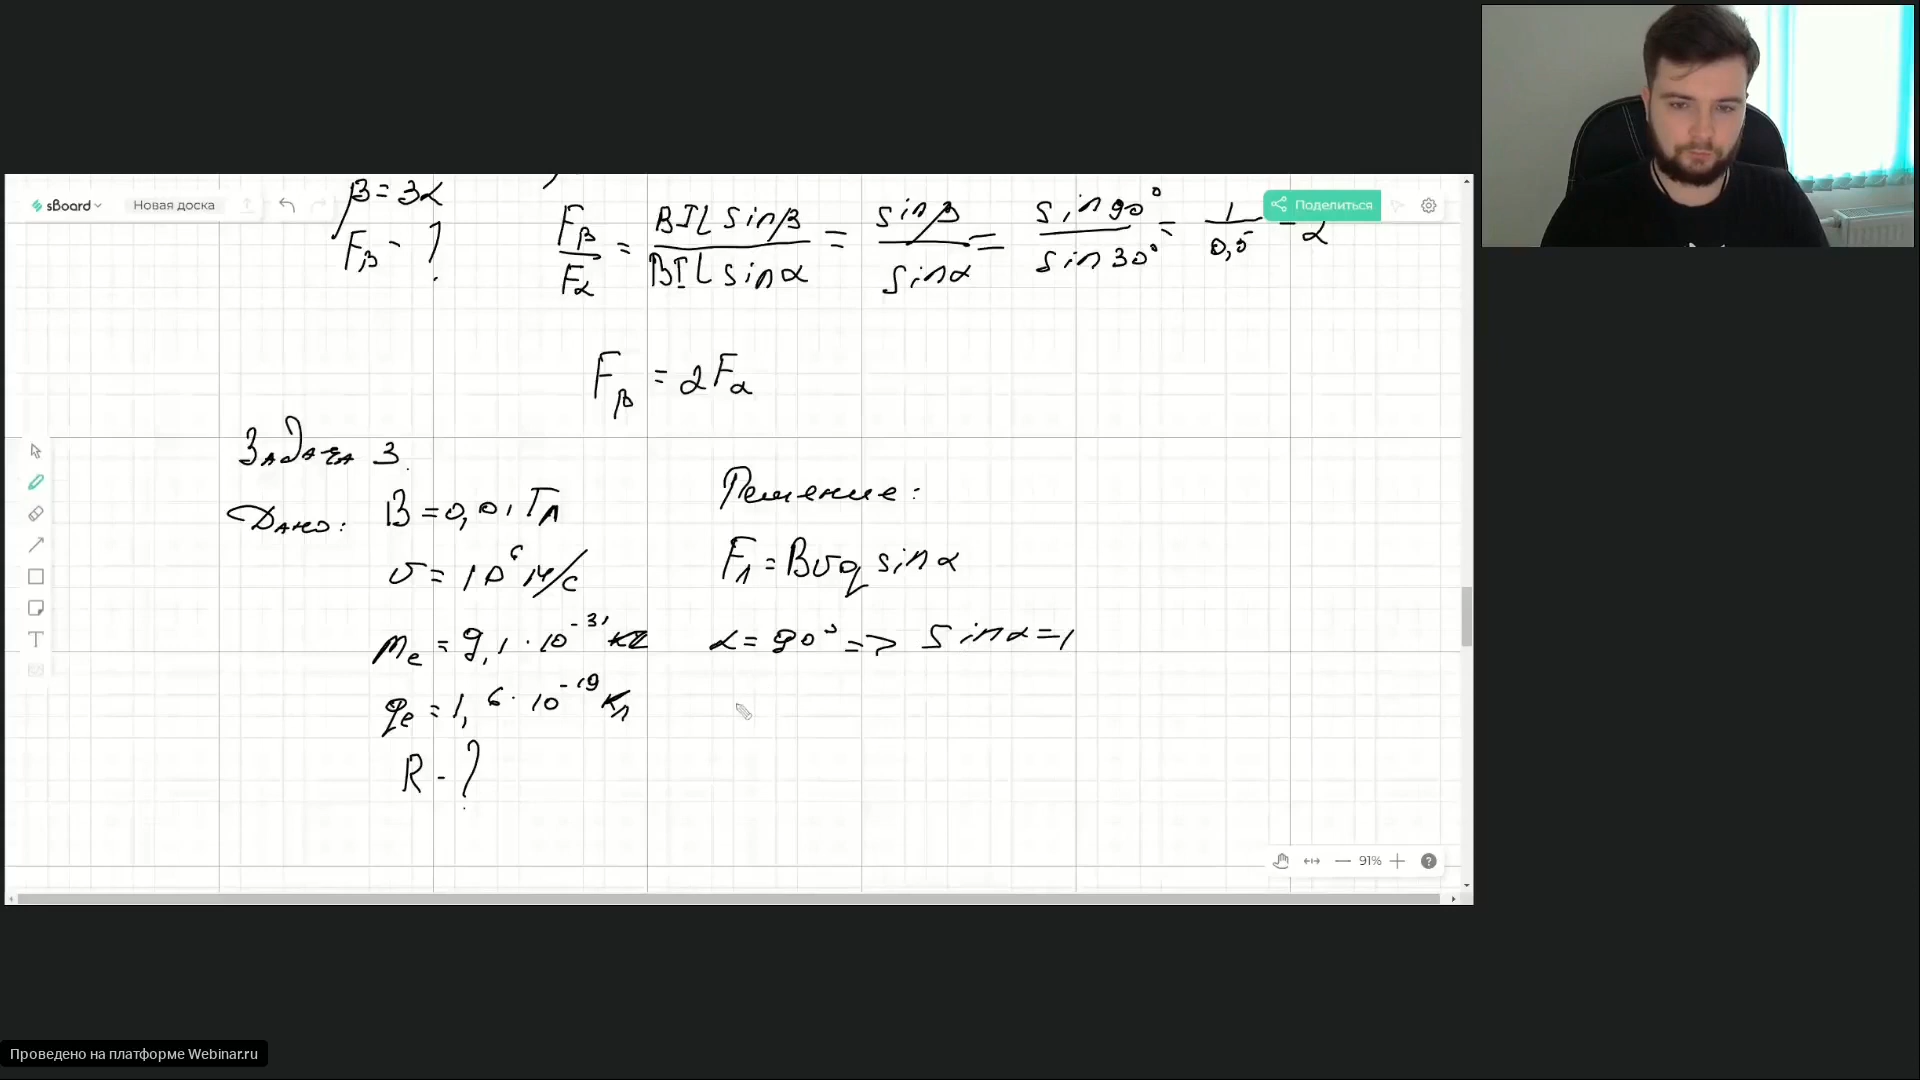 sBoard
Новая доска
Поделиться
β = 3α
F_β - ?
F_β / F_α = BIL sinβ / BIL sinα = sinβ / sinα = sin 90° / sin 30° = 1 / 0,5 = 2
F_β = 2F_α
Задача 3.
Дано: B = 0,01 Тл
υ = 10^6 м/с
m_e = 9,1 · 10^-31 кг
q_e = 1,6 · 10^-19 Кл
R - ?
Решение:
F_л = Bυq sinα
α = 90° => Sinα = 1
91%
Проведено на платформе Webinar.ru